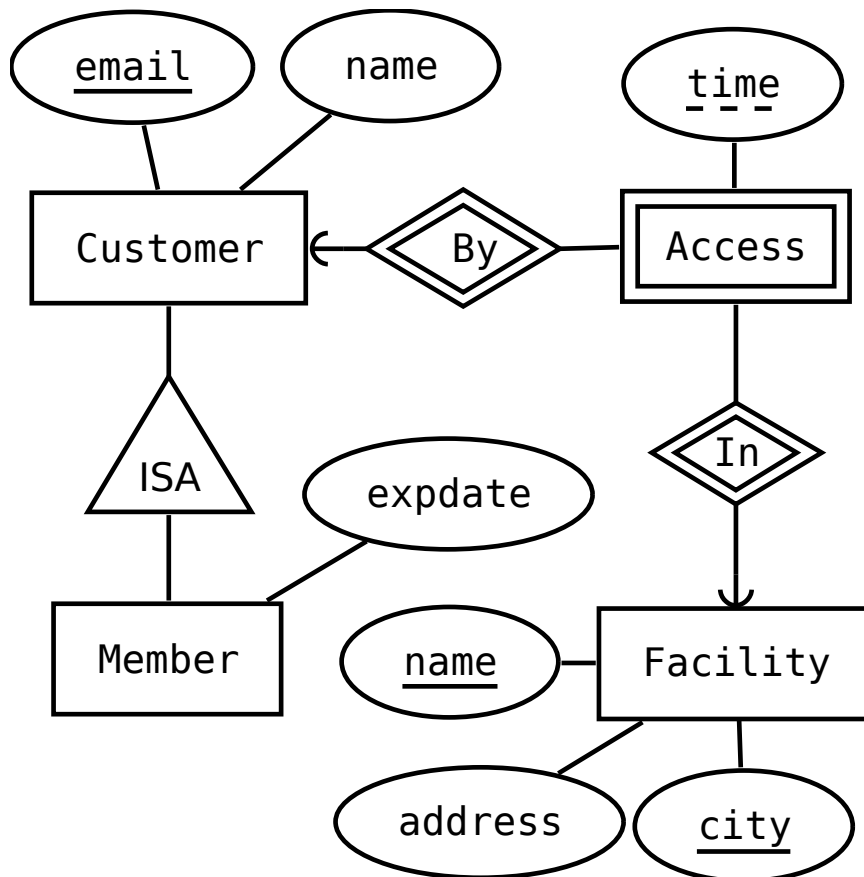 email
name
time
Customer
By
Access
In
ISA
expdate
Member
name
Facility
address
city